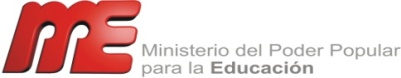 ME
Ministerio del Poder Popular
para la Educación